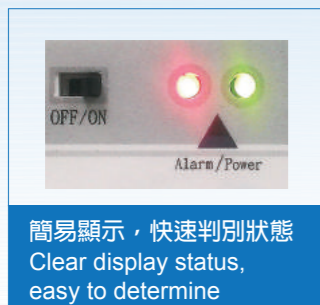 OFF/ON
Alarm/Power
簡易顯示，快速判別狀態
Clear display status,
easy to determine